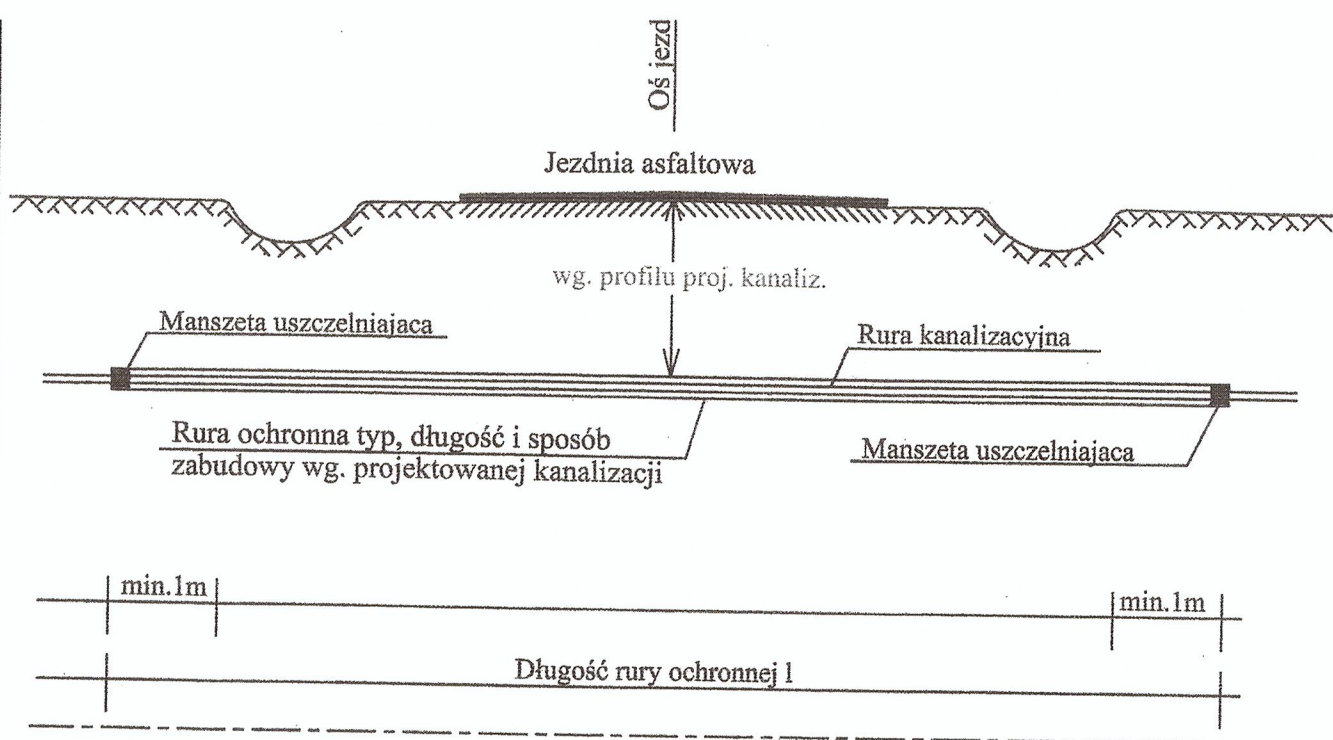 Oś jezd
Jezdnia asfaltowa
wg. profilu proj. kanaliz.
Manszeta uszczelniajaca
Rura kanalizacyjna
Rura ochronna typ, długość i sposób
zabudowy wg. projektowanej kanalizacji
Manszeta uszczelniajaca
min.1m
min.1m
Długość rury ochronnej l